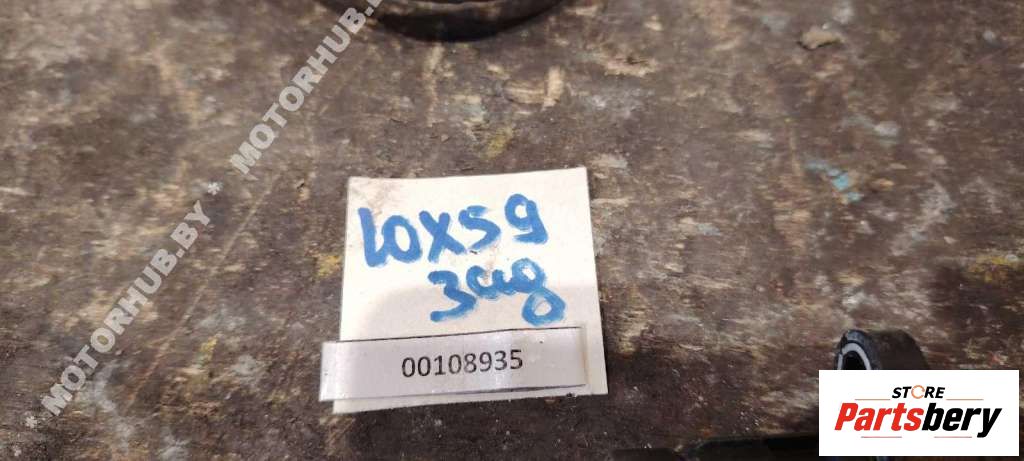 MOTORHUB.BY * MOTORHUB.BY
10X59
зад
00108935
STORE
Partsbery